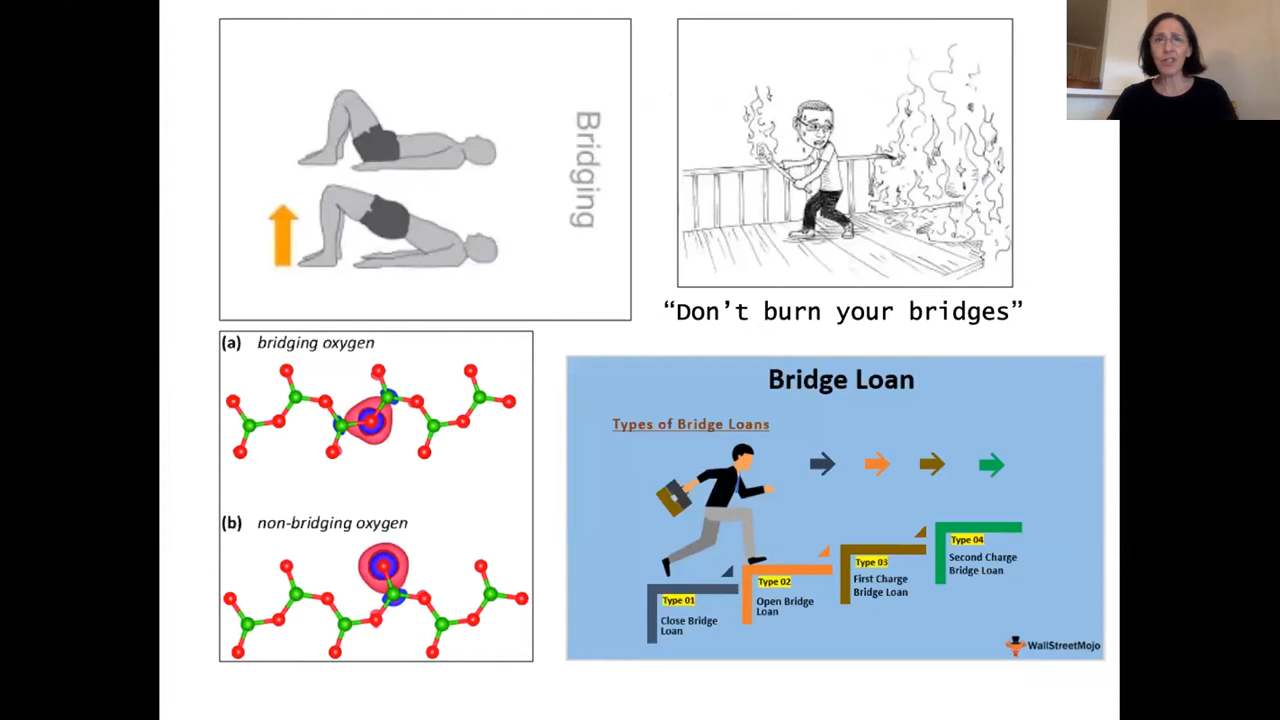 Bridging
“Don’t burn your bridges”
(a) bridging oxygen
(b) non-bridging oxygen
Bridge Loan
Types of Bridge Loans
Type 01
Close Bridge
Loan
Type 02
Open Bridge
Loan
Type 03
First Charge
Bridge Loan
Type 04
Second Charge
Bridge Loan
WallStreetMojo